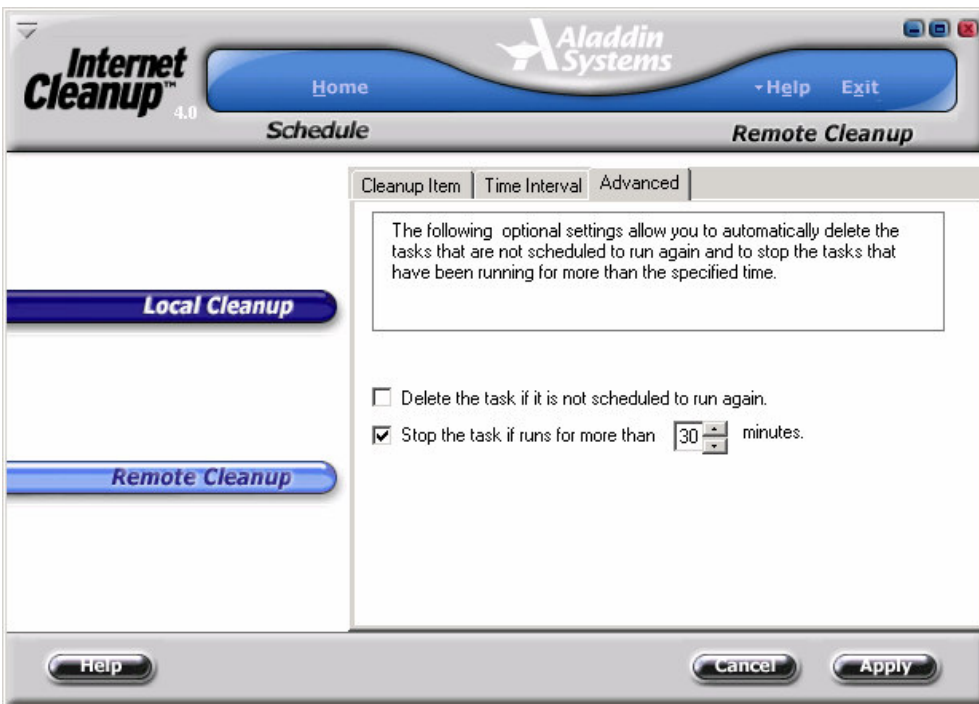 Internet
Cleanup™
4.0
Aladdin
Systems
Home
Help
Exit
Schedule
Remote Cleanup
Cleanup Item
Time Interval
Advanced
The following optional settings allow you to automatically delete the
tasks that are not scheduled to run again and to stop the tasks that
have been running for more than the specified time.
Local Cleanup
Delete the task if it is not scheduled to run again.
Stop the task if runs for more than 30 minutes.
Remote Cleanup
Help
Cancel
Apply